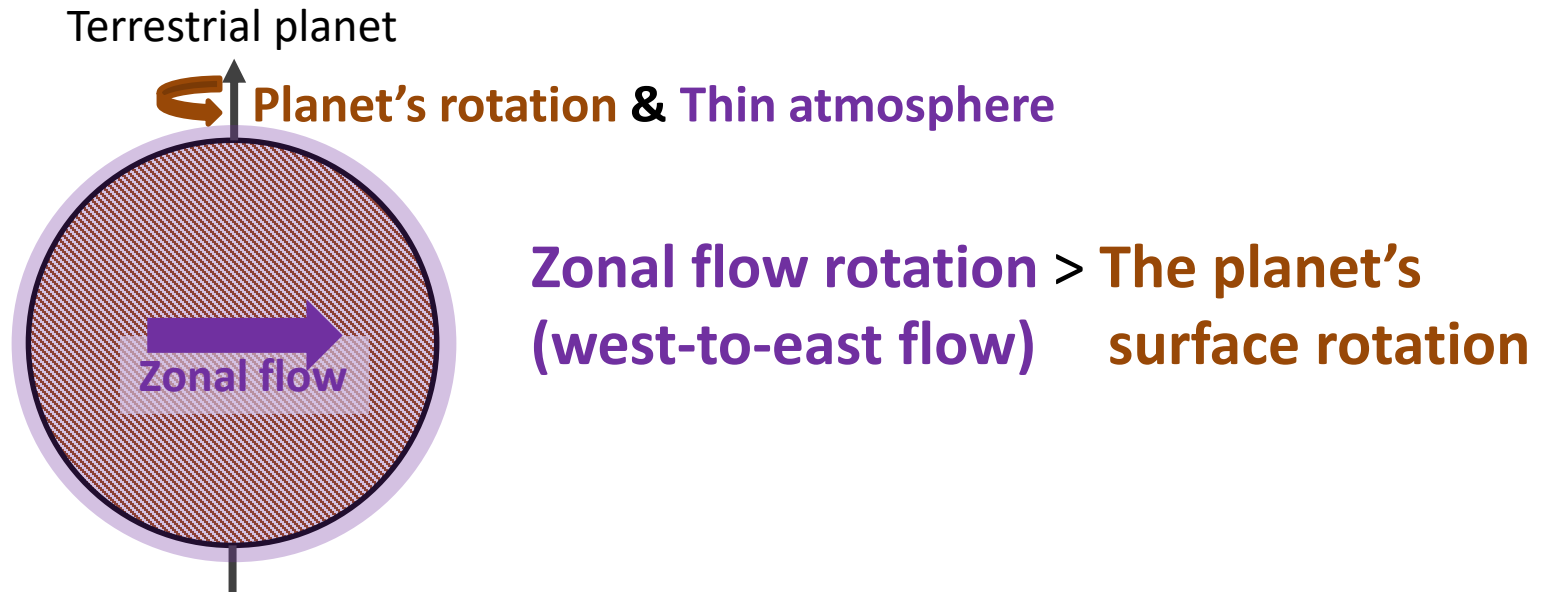 Terrestrial planet
Planet’s rotation & Thin atmosphere
Zonal flow rotation > The planet’s
(west-to-east flow) surface rotation
Zonal flow